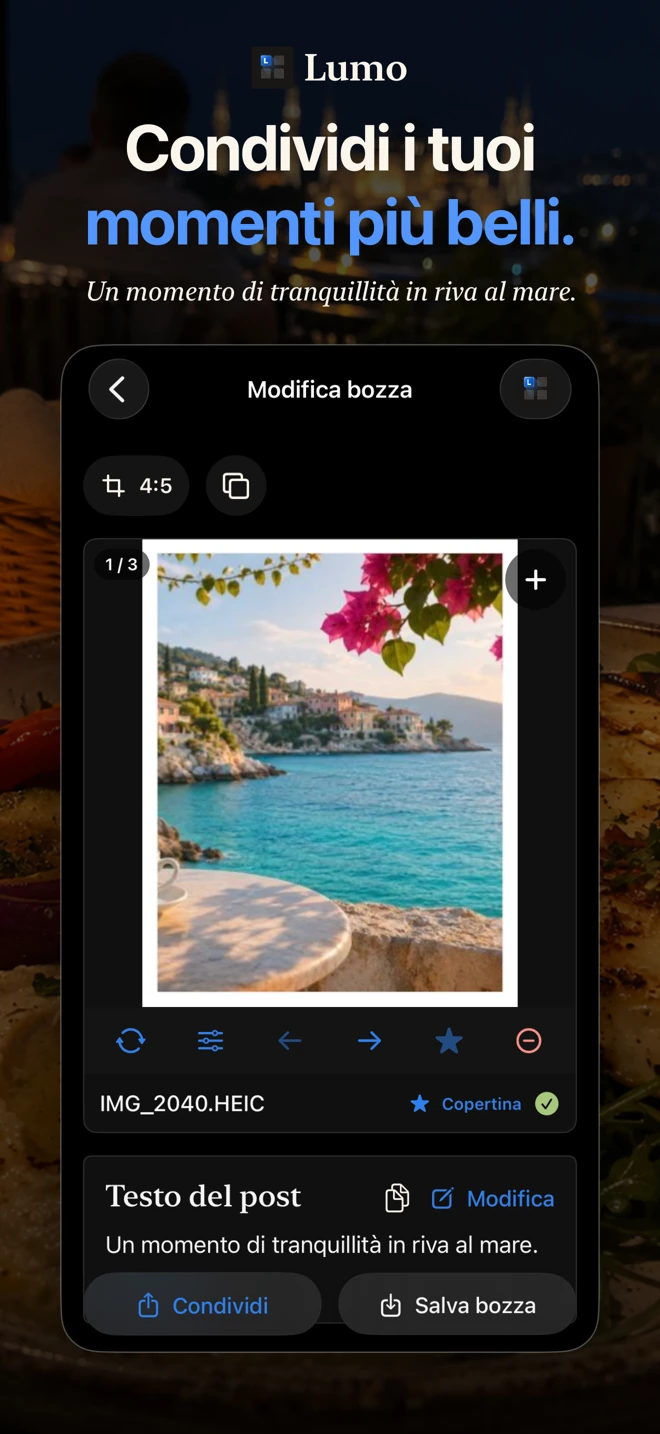 L
Lumo
Condividi i tuoi
momenti più belli.
Un momento di tranquillità in riva al mare.
Modifica bozza
L
4:5
1 / 3
IMG_2040.HEIC
Copertina
Testo del post
Modifica
Un momento di tranquillità in riva al mare.
Condividi
Salva bozza